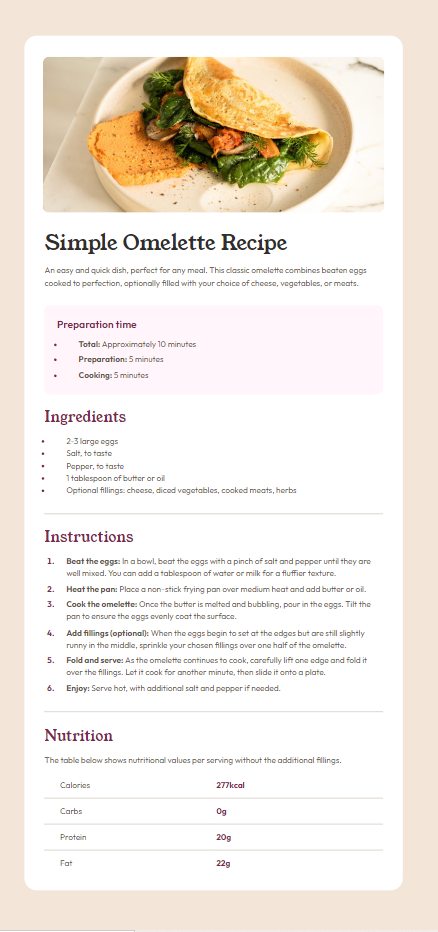 Simple Omelette Recipe
An easy and quick dish, perfect for any meal. This classic omelette combines beaten eggs
cooked to perfection, optionally filled with your choice of cheese, vegetables, or meats.
Preparation time
• Total: Approximately 10 minutes
• Preparation: 5 minutes
• Cooking: 5 minutes
Ingredients
• 2-3 large eggs
• Salt, to taste
• Pepper, to taste
• 1 tablespoon of butter or oil
• Optional fillings: cheese, diced vegetables, cooked meats, herbs
Instructions
1. Beat the eggs: In a bowl, beat the eggs with a pinch of salt and pepper until they are
well mixed. You can add a tablespoon of water or milk for a fluffier texture.
2. Heat the pan: Place a non-stick frying pan over medium heat and add butter or oil.
3. Cook the omelette: Once the butter is melted and bubbling, pour in the eggs. Tilt the
pan to ensure the eggs evenly coat the surface.
4. Add fillings (optional): When the eggs begin to set at the edges but are still slightly
runny in the middle, sprinkle your chosen fillings over one half of the omelette.
5. Fold and serve: As the omelette continues to cook, carefully lift one edge and fold it
over the fillings. Let it cook for another minute, then slide it onto a plate.
6. Enjoy: Serve hot, with additional salt and pepper if needed.
Nutrition
The table below shows nutritional values per serving without the additional fillings.
Calories 277kcal
Carbs 0g
Protein 20g
Fat 22g